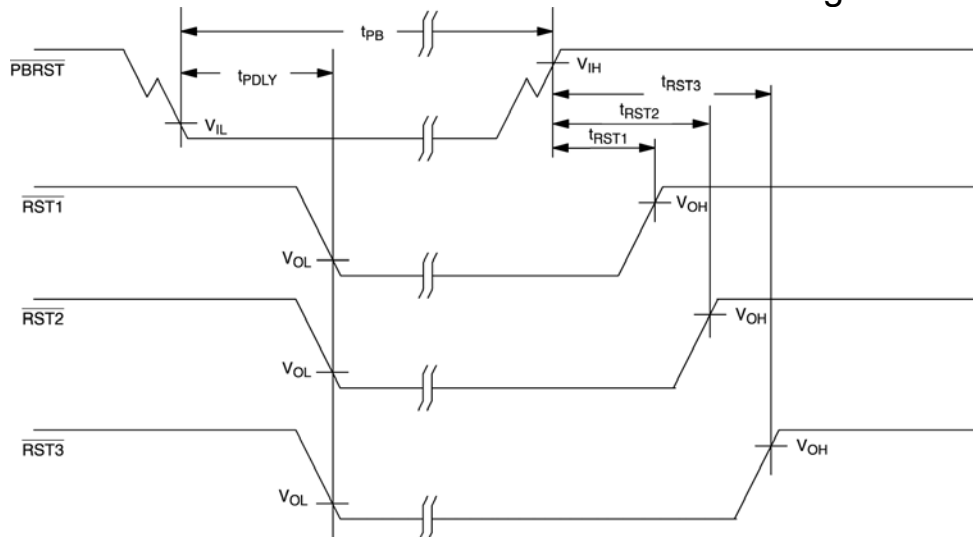 g
tPB
PBRST
tPDLY
VIH
tRST3
VIL
tRST2
tRST1
RST1
VOH
VOL
RST2
VOH
VOL
RST3
VOH
VOL